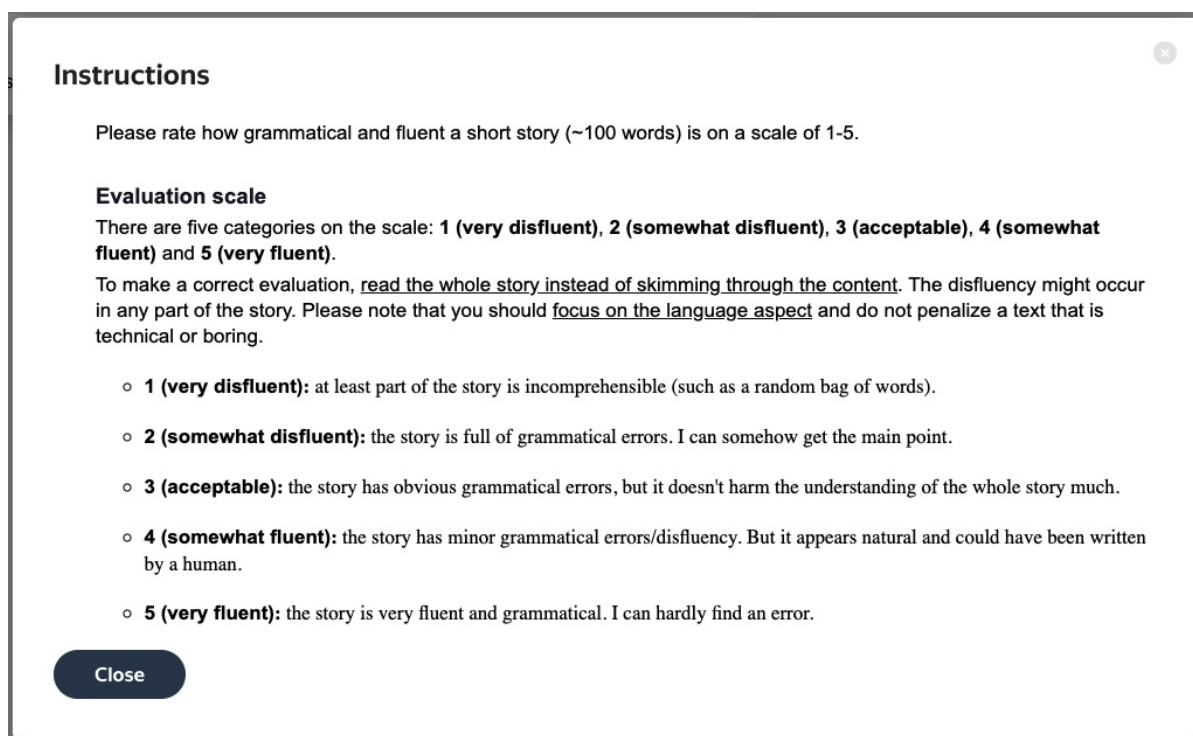 Instructions
Please rate how grammatical and fluent a short story (~100 words) is on a scale of 1-5.
Evaluation scale
There are five categories on the scale: 1 (very disfluent), 2 (somewhat disfluent), 3 (acceptable), 4 (somewhat
fluent) and 5 (very fluent).
To make a correct evaluation, read the whole story instead of skimming through the content. The disfluency might occur
in any part of the story. Please note that you should focus on the language aspect and do not penalize a text that is
technical or boring.
1 (very disfluent): at least part of the story is incomprehensible (such as a random bag of words).
2 (somewhat disfluent): the story is full of grammatical errors. I can somehow get the main point.
3 (acceptable): the story has obvious grammatical errors, but it doesn't harm the understanding of the whole story much.
4 (somewhat fluent): the story has minor grammatical errors/disfluency. But it appears natural and could have been written
by a human.
5 (very fluent): the story is very fluent and grammatical. I can hardly find an error.
Close